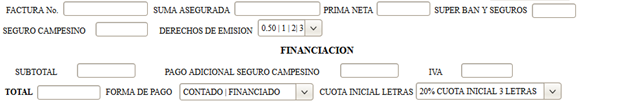 FACTURA No. SUMA ASEGURADA PRIMA NETA SUPER BAN Y SEGUROS
SEGURO CAMPESINO DERECHOS DE EMISION 0.50 | 1 | 2| 3
FINANCIACION
SUBTOTAL PAGO ADICIONAL SEGURO CAMPESINO IVA
TOTAL FORMA DE PAGO CONTADO | FINANCIADO CUOTA INICIAL LETRAS 20% CUOTA INICIAL 3 LETRAS